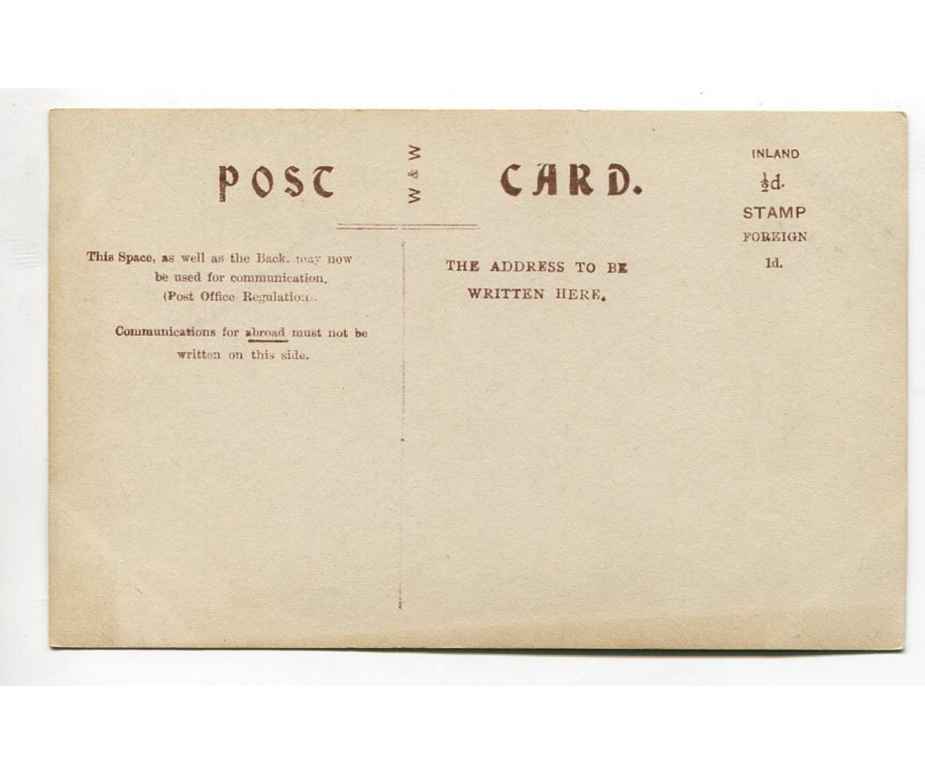 POST CARD.
W & W
INLAND
½d.
STAMP
FOREIGN
1d.
This Space, as well as the Back, may now
be used for communication.
(Post Office Regulation.
Communications for abroad must not be
written on this side.
THE ADDRESS TO BE
WRITTEN HERE.